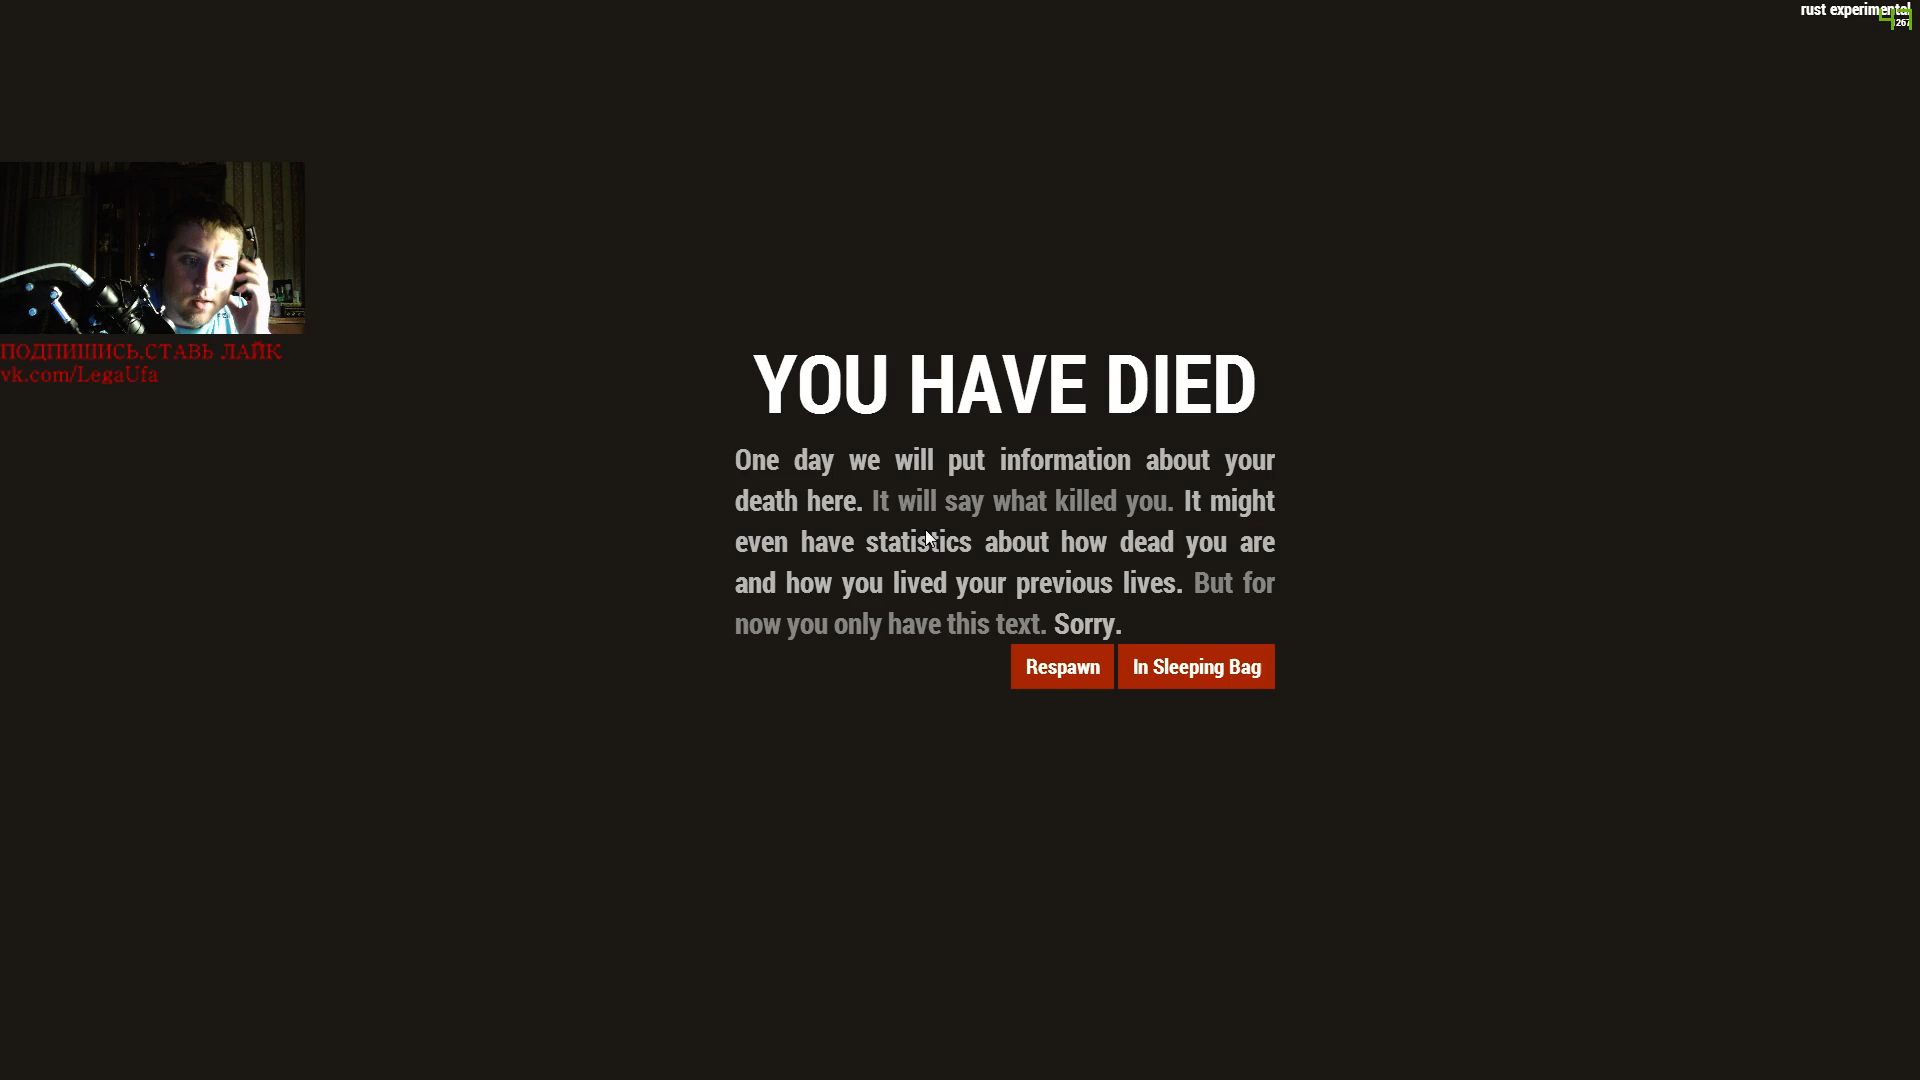 rust experimental
ПОДПИШИСЬ.СТАВЬ ЛАЙК
vk.com/LegaUfa
YOU HAVE DIED
One day we will put information about your
death here. It will say what killed you. It might
even have statistics about how dead you are
and how you lived your previous lives. But for
now you only have this text. Sorry.
Respawn In Sleeping Bag